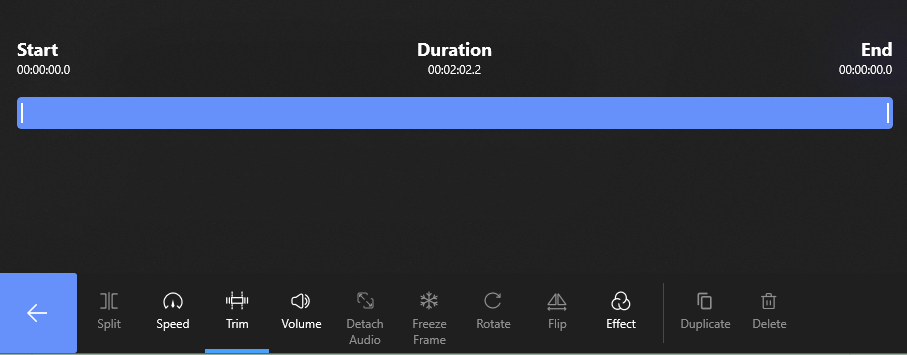 Start Duration End
00:00:00.0 00:02:02.2 00:00:00.0
Split Speed Trim Volume Detach Audio Freeze Frame Rotate Flip Effect Duplicate Delete